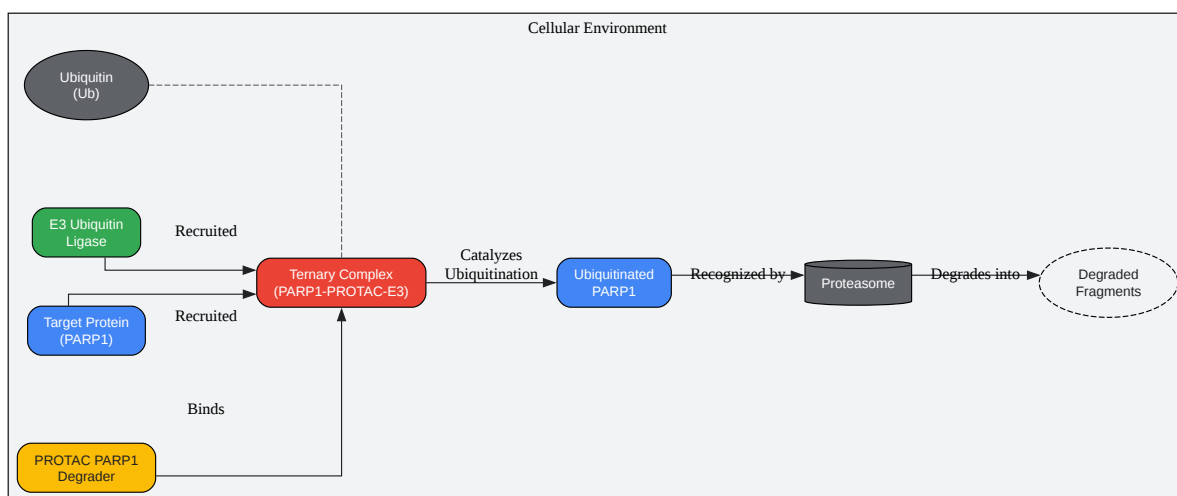 Cellular Environment
Ubiquitin
(Ub)
E3 Ubiquitin
Ligase
Recruited
Target Protein
(PARP1)
Recruited
Binds
PROTAC PARP1
Degrader
Ternary Complex
(PARP1-PROTAC-E3)
Catalyzes
Ubiquitination
Ubiquitinated
PARP1
Recognized by
Proteasome
Degrades into
Degraded
Fragments